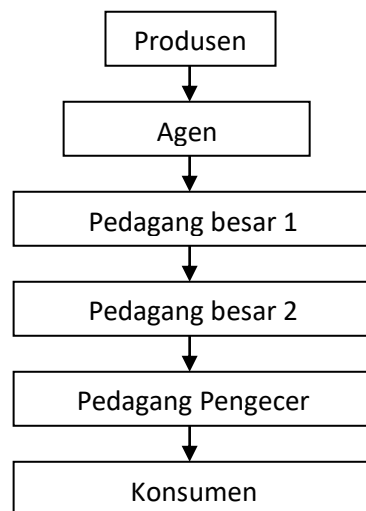 Produsen
Agen
Pedagang besar 1
Pedagang besar 2
Pedagang Pengecer
Konsumen